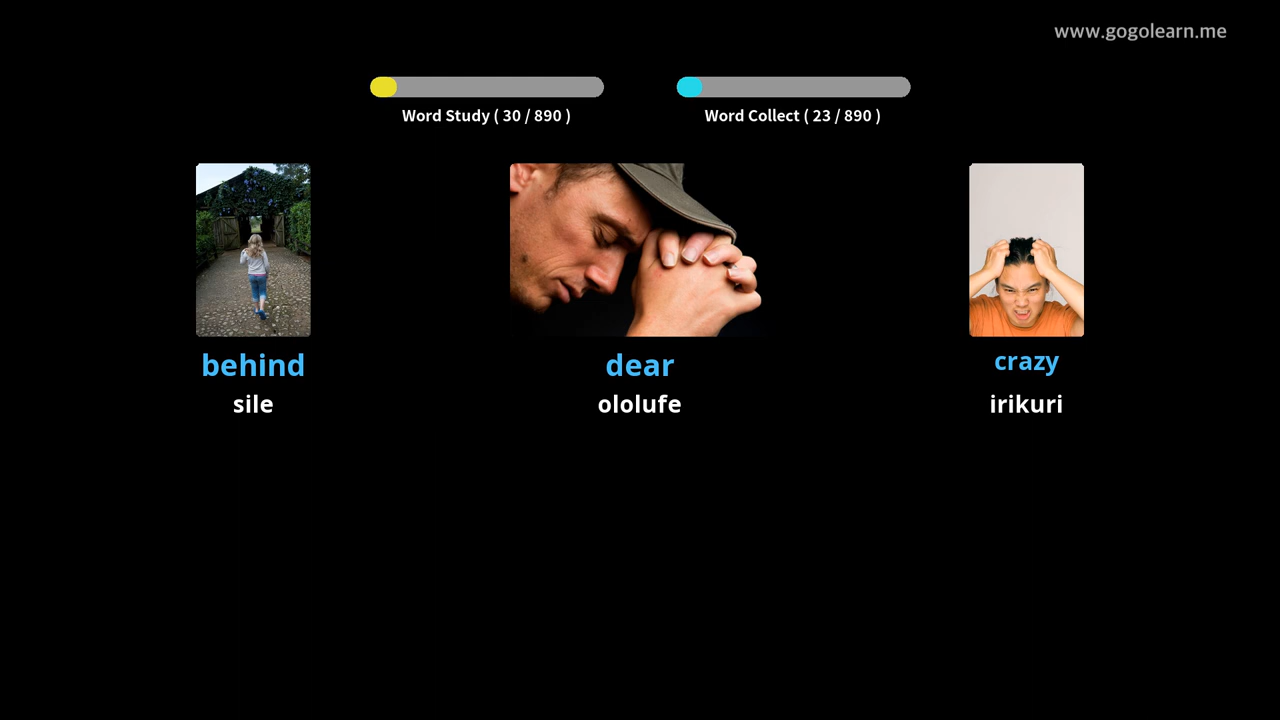 www.gogolearn.me
Word Study ( 30 / 890 )
Word Collect ( 23 / 890 )
behind
dear
crazy
sile
ololufe
irikuri